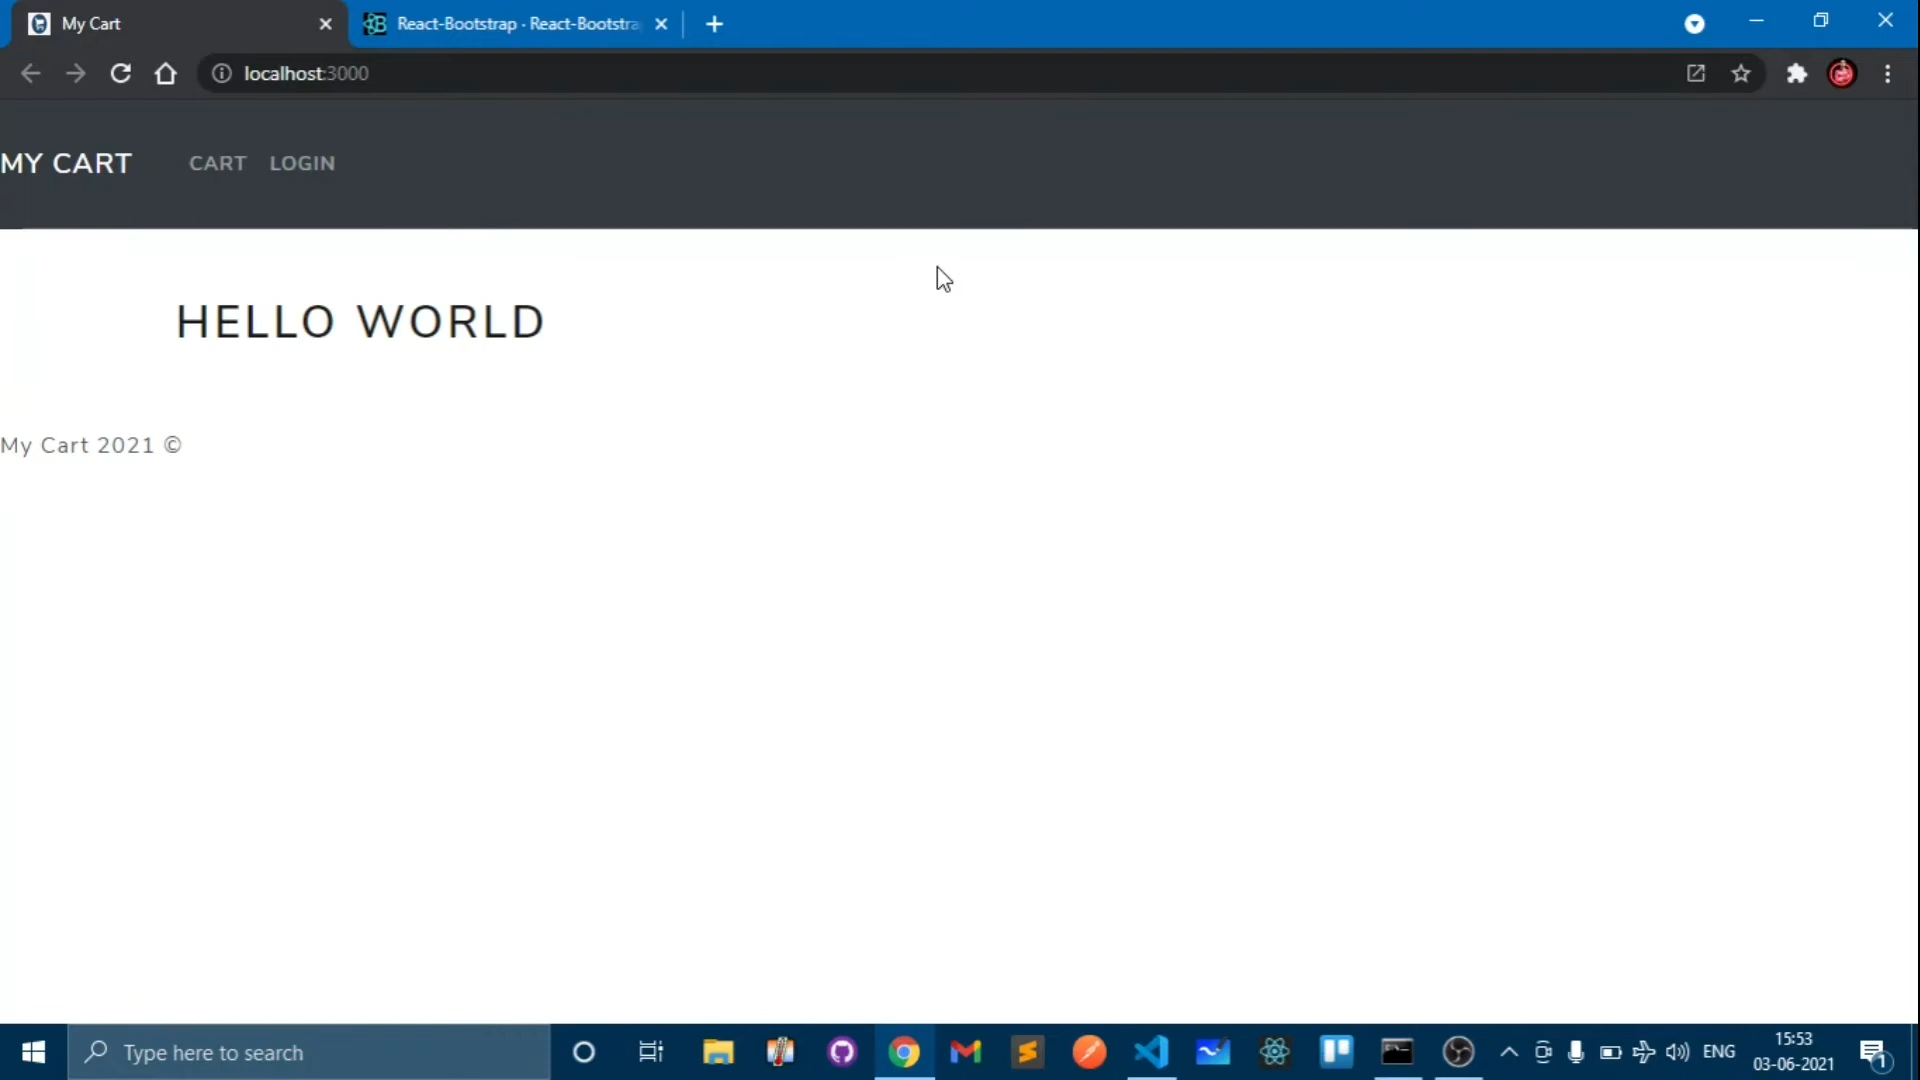 My Cart
React-Bootstrap · React-Bootstra
localhost:3000
MY CART CART LOGIN
HELLO WORLD
My Cart 2021 ©
Type here to search
ENG
15:53
03-06-2021
1